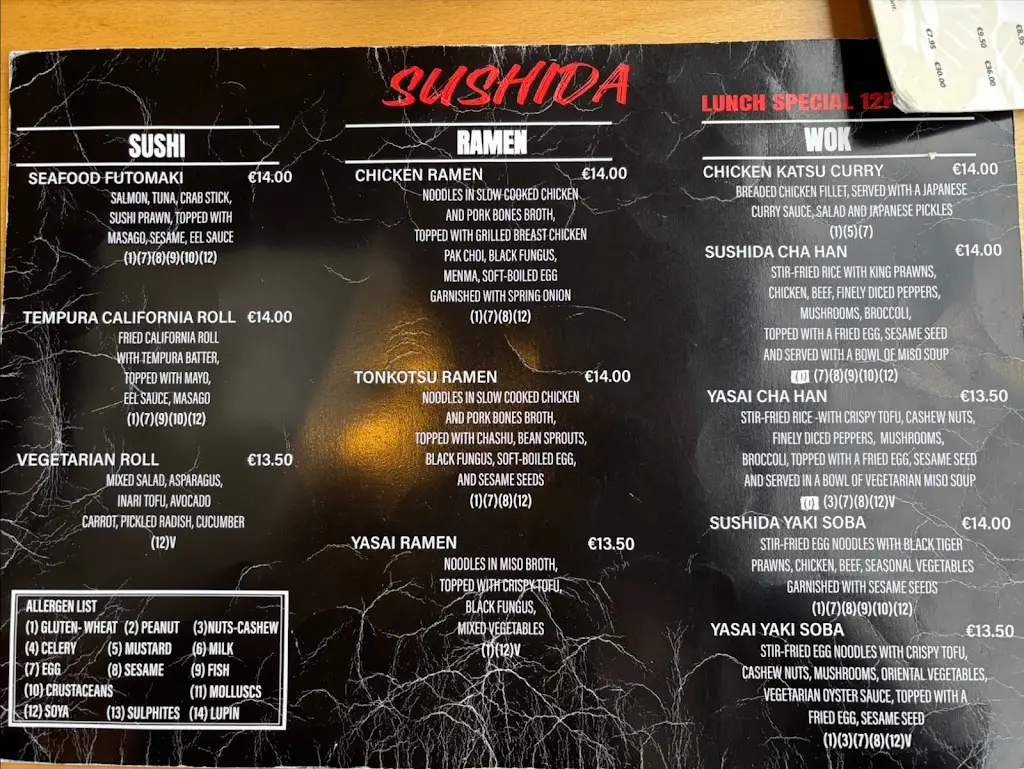 SUSHIDA
SUSHI
SEAFOOD FUTOMAKI €14.00
SALMON, TUNA, CRAB STICK,
SUSHI PRAWN, TOPPED WITH
MASAGO, SESAME, EEL SAUCE
(1)(7)(8)(9)(10)(12)
TEMPURA CALIFORNIA ROLL €14.00
FRIED CALIFORNIA ROLL
WITH TEMPURA BATTER,
TOPPED WITH MAYO,
EEL SAUCE, MASAGO
(1)(7)(9)(10)(12)
VEGETARIAN ROLL €13.50
MIXED SALAD, ASPARAGUS,
INARI TOFU, AVOCADO
CARROT, PICKLED RADISH, CUCUMBER
(12)V
ALLERGEN LIST
(1) GLUTEN- WHEAT (2) PEANUT (3)NUTS-CASHEW
(4) CELERY (5) MUSTARD (6) MILK
(7) EGG (8) SESAME (9) FISH
(10) CRUSTACEANS (11) MOLLUSCS
(12) SOYA (13) SULPHITES (14) LUPIN
RAMEN
CHICKEN RAMEN €14.00
NOODLES IN SLOW COOKED CHICKEN
AND PORK BONES BROTH,
TOPPED WITH GRILLED BREAST CHICKEN
PAK CHOI, BLACK FUNGUS,
MENMA, SOFT-BOILED EGG
GARNISHED WITH SPRING ONION
(1)(7)(8)(12)
TONKOTSU RAMEN €14.00
NOODLES IN SLOW COOKED CHICKEN
AND PORK BONES BROTH,
TOPPED WITH CHASHU, BEAN SPROUTS,
BLACK FUNGUS, SOFT-BOILED EGG,
AND SESAME SEEDS
(1)(7)(8)(12)
YASAI RAMEN €13.50
NOODLES IN MISO BROTH,
TOPPED WITH CRISPY TOFU,
BLACK FUNGUS,
MIXED VEGETABLES
(1)(12)V
LUNCH SPECIAL 12P
WOK
CHICKEN KATSU CURRY €14.00
BREADED CHICKEN FILLET, SERVED WITH A JAPANESE
CURRY SAUCE, SALAD AND JAPANESE PICKLES
(1)(5)(7)
SUSHIDA CHA HAN €14.00
STIR-FRIED RICE WITH KING PRAWNS,
CHICKEN, BEEF, FINELY DICED PEPPERS,
MUSHROOMS, BROCCOLI,
TOPPED WITH A FRIED EGG, SESAME SEED
AND SERVED WITH A BOWL OF MISO SOUP
(7)(8)(9)(10)(12)
YASAI CHA HAN €13.50
STIR-FRIED RICE -WITH CRISPY TOFU, CASHEW NUTS,
FINELY DICED PEPPERS, MUSHROOMS,
BROCCOLI, TOPPED WITH A FRIED EGG, SESAME SEED
AND SERVED IN A BOWL OF VEGETARIAN MISO SOUP
(3)(7)(8)(12)V
SUSHIDA YAKI SOBA €14.00
STIR-FRIED EGG NOODLES WITH BLACK TIGER
PRAWNS, CHICKEN, BEEF, SEASONAL VEGETABLES
GARNISHED WITH SESAME SEEDS
(1)(7)(8)(9)(10)(12)
YASAI YAKI SOBA €13.50
STIR-FRIED EGG NOODLES WITH CRISPY TOFU,
CASHEW NUTS, MUSHROOMS, ORIENTAL VEGETABLES,
VEGETARIAN OYSTER SAUCE, TOPPED WITH A
FRIED EGG, SESAME SEED
(1)(3)(7)(8)(12)V
€7.95 €30.00
€9.50 €36.00
€8.95